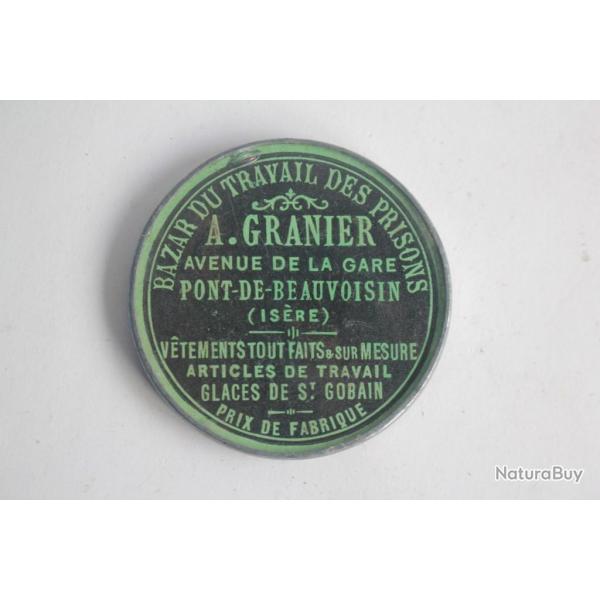 BAZAR DU TRAVAIL DES PRISONS
A. GRANIER
AVENUE DE LA GARE
PONT-DE-BEAUVOISIN
(ISÈRE)
VÊTEMENTS TOUT FAITS & SUR MESURE
ARTICLES DE TRAVAIL
GLACES DE ST GOBAIN
PRIX DE FABRIQUE
NaturaBuy